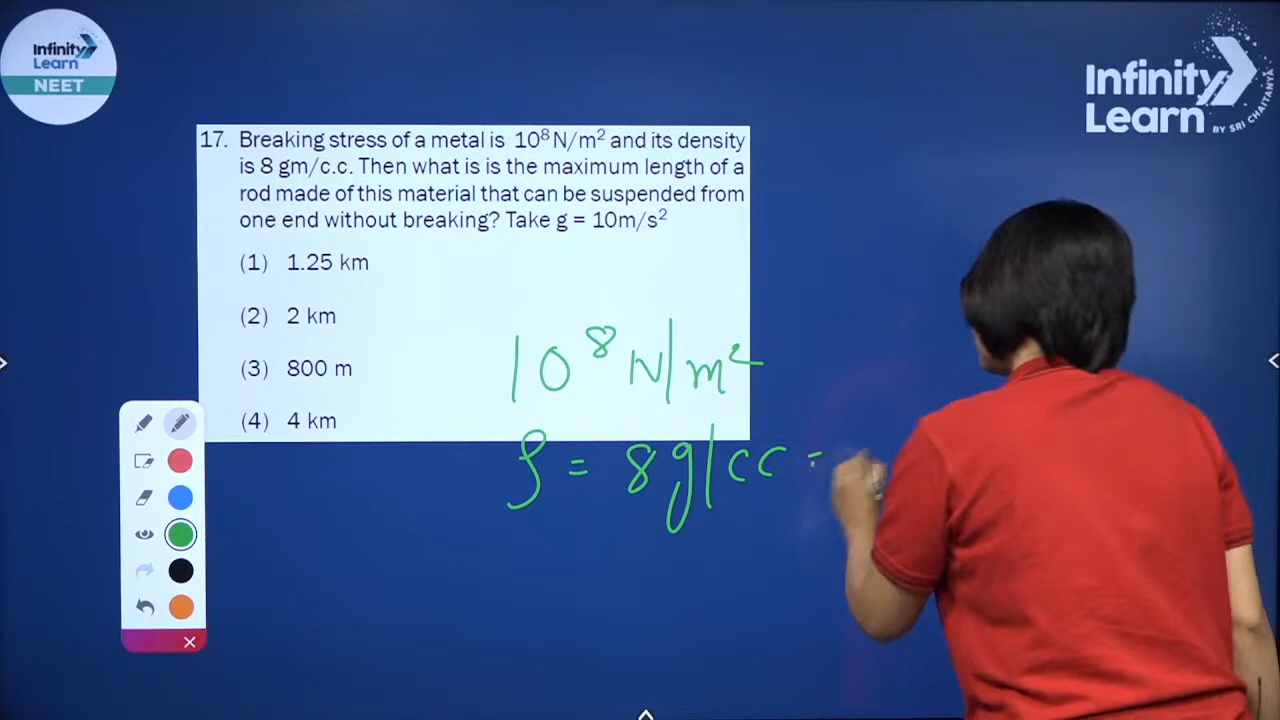 Infinity
Learn
NEET
Infinity
Learn
BY SRI CHAITANYA
17. Breaking stress of a metal is 10⁸ N/m² and its density
is 8 gm/c.c. Then what is is the maximum length of a
rod made of this material that can be suspended from
one end without breaking? Take g = 10m/s²
(1) 1.25 km
(2) 2 km
(3) 800 m
(4) 4 km
10⁸ N/m²
ρ = 8g/cc =